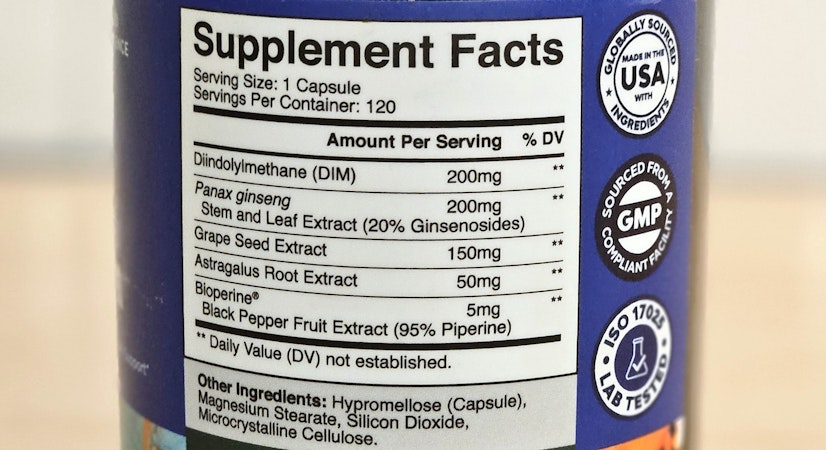 Supplement Facts
Serving Size: 1 Capsule
Servings Per Container: 120
Amount Per Serving % DV
Diindolylmethane (DIM) 200mg **
Panax ginseng 200mg **
Stem and Leaf Extract (20% Ginsenosides)
Grape Seed Extract 150mg **
Astragalus Root Extract 50mg **
Bioperine® 5mg **
Black Pepper Fruit Extract (95% Piperine)
** Daily Value (DV) not established.
Other Ingredients: Hypromellose (Capsule),
Magnesium Stearate, Silicon Dioxide,
Microcrystalline Cellulose.
GLOBALLY SOURCED
MADE IN THE
USA
WITH
INGREDIENTS
SOURCED FROM A
GMP
COMPLIANT FACILITY
ISO 17025
LAB TESTED